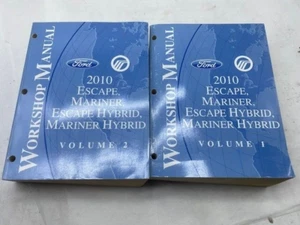 WORKSHOP MANUAL
Ford
2010
ESCAPE,
MARINER,
ESCAPE HYBRID,
MARINER HYBRID
VOLUME 2
WORKSHOP MANUAL
Ford
2010
ESCAPE,
MARINER,
ESCAPE HYBRID,
MARINER HYBRID
VOLUME 1